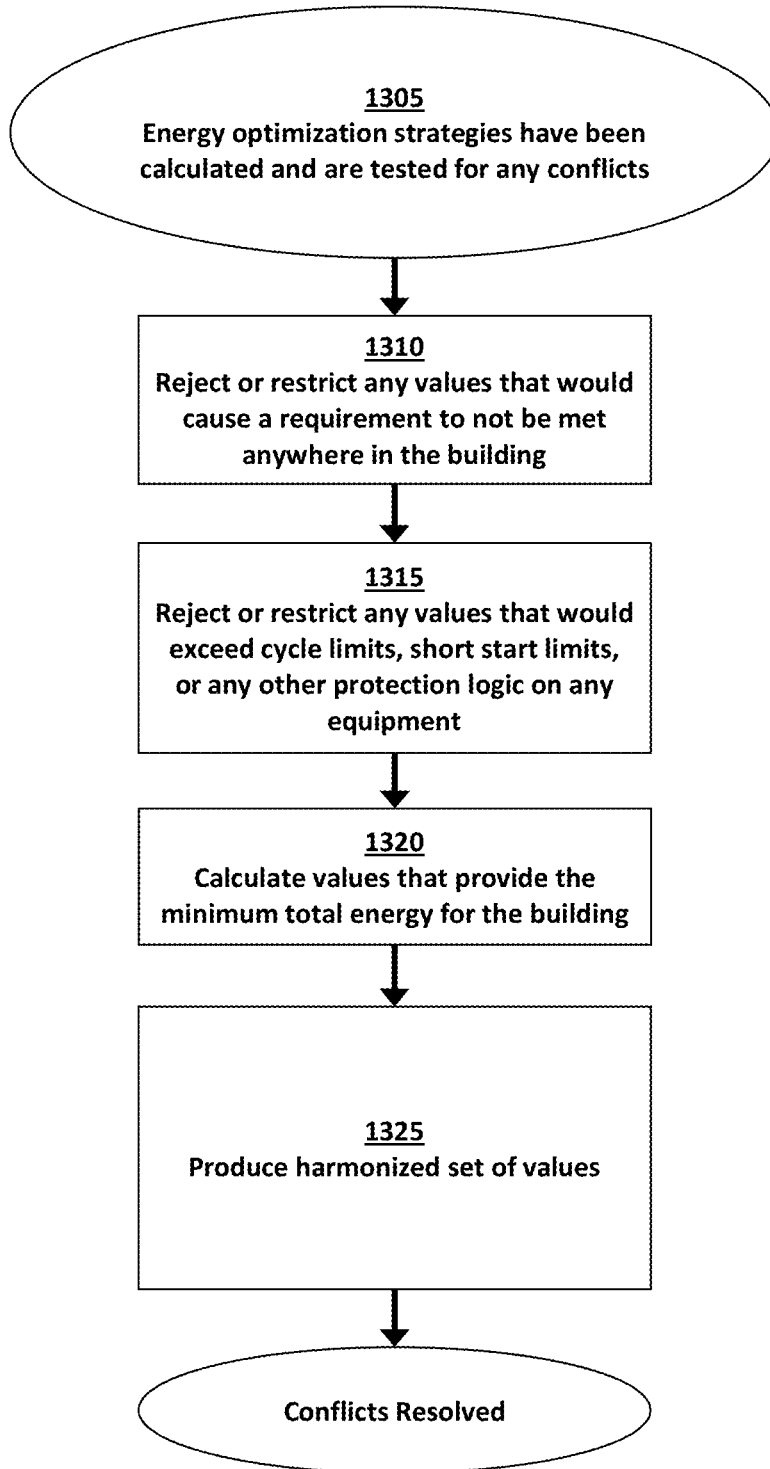 1305
Energy optimization strategies have been
calculated and are tested for any conflicts
1310
Reject or restrict any values that would
cause a requirement to not be met
anywhere in the building
1315
Reject or restrict any values that would
exceed cycle limits, short start limits,
or any other protection logic on any
equipment
1320
Calculate values that provide the
minimum total energy for the building
1325
Produce harmonized set of values
Conflicts Resolved